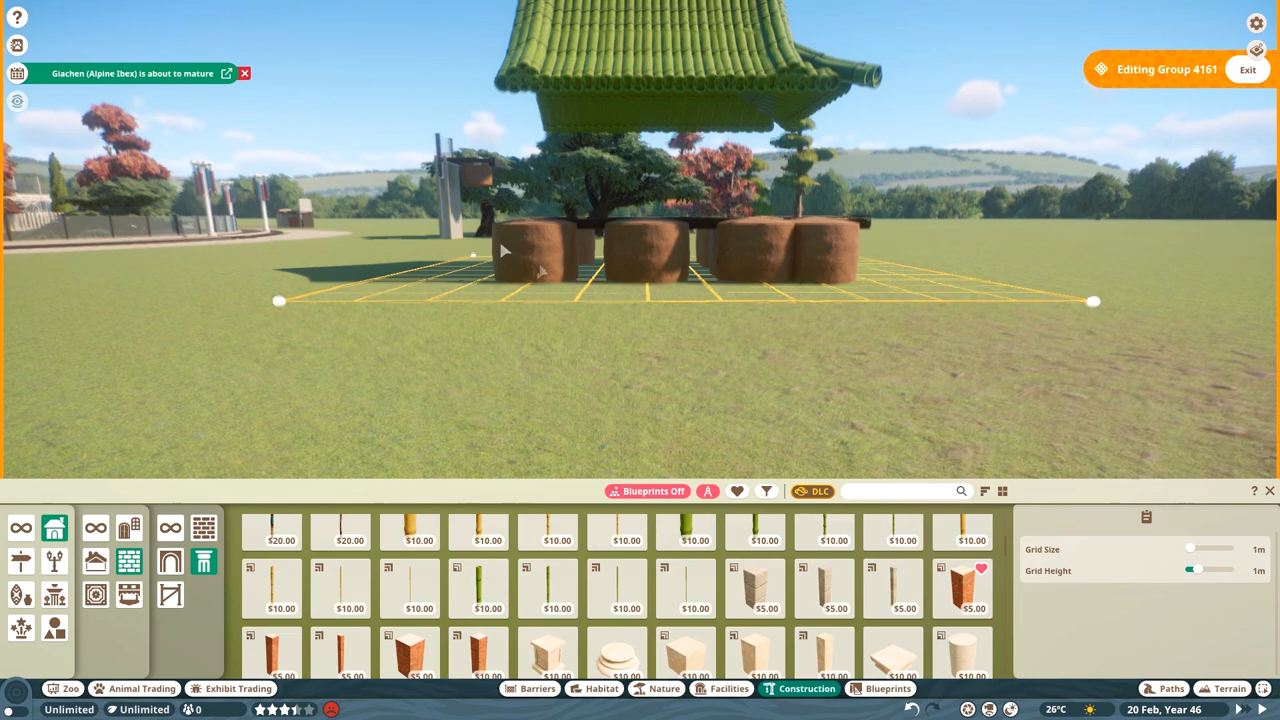 ?
Giachen (Alpine Ibex) is about to mature
Editing Group 4161
Exit
Blueprints Off
DLC
? ×
$20.00 $20.00 $10.00 $10.00 $10.00 $10.00 $10.00 $10.00 $10.00 $10.00 $10.00
$10.00 $10.00 $10.00 $10.00 $10.00 $10.00 $10.00 $5.00 $5.00 $5.00 $5.00
Grid Size 1m
Grid Height 1m
Zoo Animal Trading Exhibit Trading Barriers Habitat Nature Facilities Construction Blueprints Paths Terrain
Unlimited Unlimited 0 26°C 20 Feb, Year 46